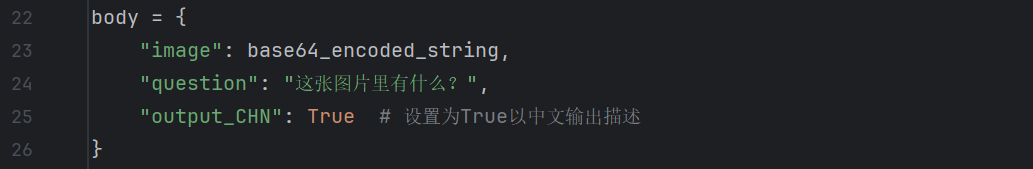 22 body = {
23     "image": base64_encoded_string,
24     "question": "这张图片里有什么？",
25     "output_CHN": True  # 设置为True以中文输出描述
26 }